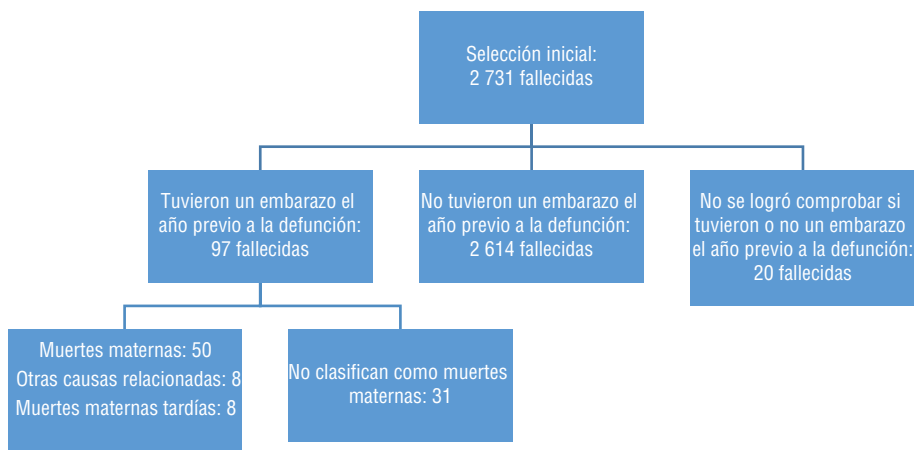 Selección inicial:
2 731 fallecidas
Tuvieron un embarazo el
año previo a la defunción:
97 fallecidas
No tuvieron un embarazo el
año previo a la defunción:
2 614 fallecidas
No se logró comprobar si
tuvieron o no un embarazo
el año previo a la defunción:
20 fallecidas
Muertes maternas: 50
Otras causas relacionadas: 8
Muertes maternas tardías: 8
No clasifican como muertes
maternas: 31